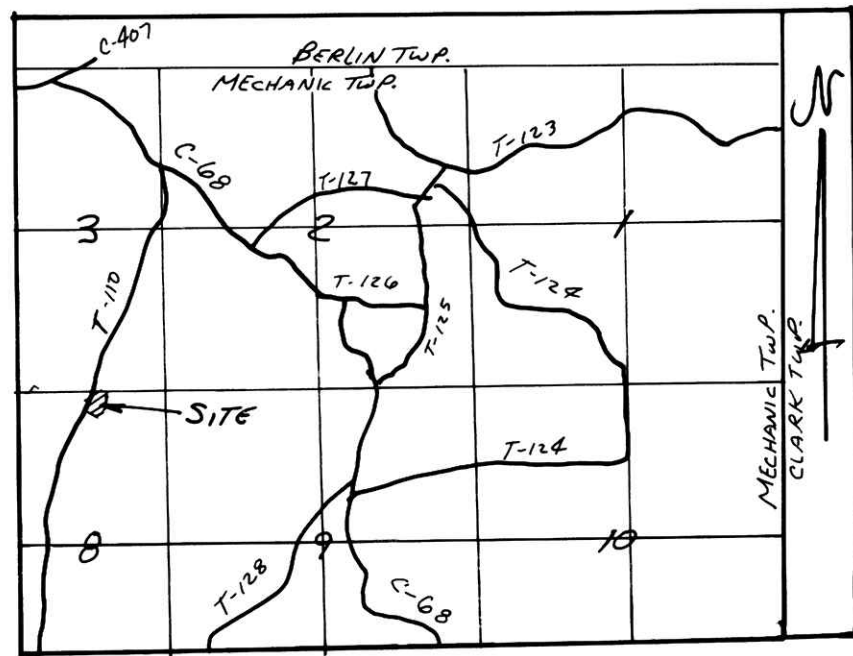 C-407
BERLIN TWP.
MECHANIC TWP.
N
T-123
C-68
T-127
3
2
1
T-126
T-124
T-110
T-125
MECHANIC TWP.
CLARK TWP.
SITE
T-124
8
9
10
T-128
C-68